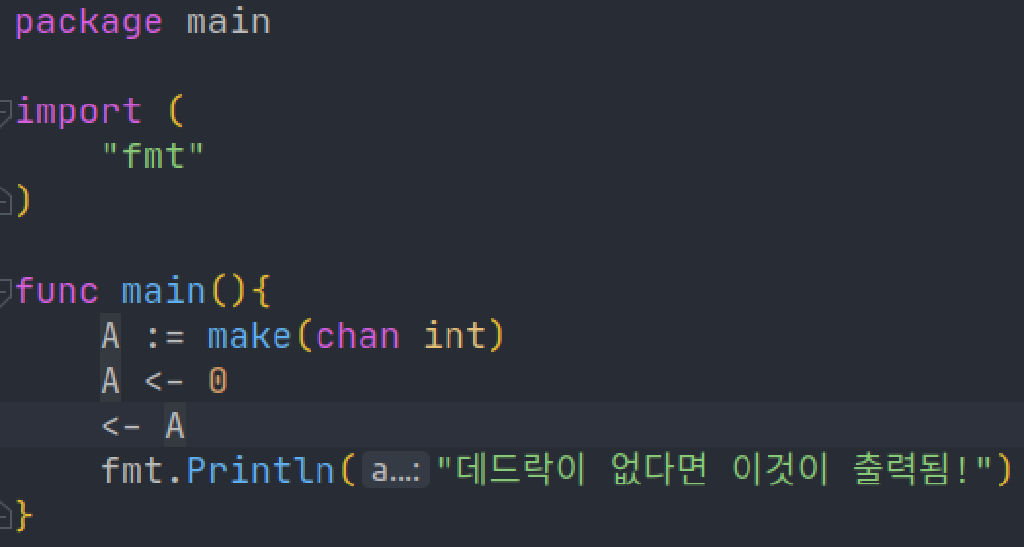 package main
import (
"fmt"
)
func main(){
A := make(chan int)
A <- 0
<- A
fmt.Println( a...: "데드락이 없다면 이것이 출력됨!")
}